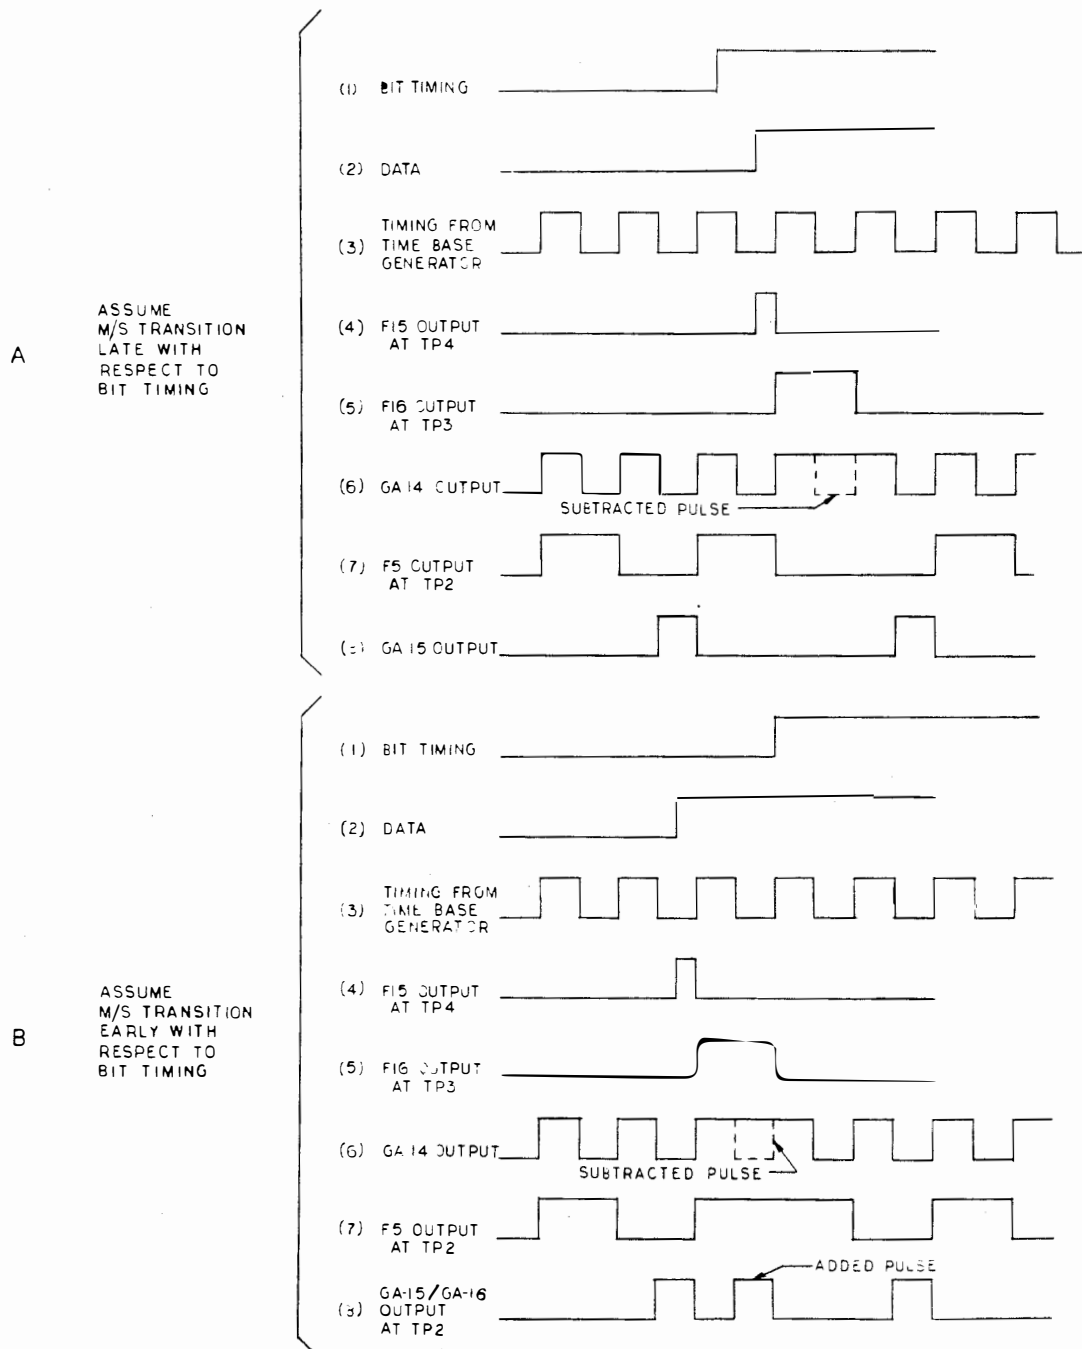 A
ASSUME
M/S TRANSITION
LATE WITH
RESPECT TO
BIT TIMING
(1) BIT TIMING
(2) DATA
(3) TIMING FROM
TIME BASE
GENERATOR
(4) F15 OUTPUT
AT TP4
(5) F16 OUTPUT
AT TP3
(6) GA 14 OUTPUT
SUBTRACTED PULSE
(7) F5 OUTPUT
AT TP2
GA 15 OUTPUT
B
ASSUME
M/S TRANSITION
EARLY WITH
RESPECT TO
BIT TIMING
(1) BIT TIMING
(2) DATA
(3) TIMING FROM
TIME BASE
GENERATOR
(4) F15 OUTPUT
AT TP4
(5) F16 OUTPUT
AT TP3
(6) GA 14 OUTPUT
SUBTRACTED PULSE
(7) F5 OUTPUT
AT TP2
ADDED PULSE
(8) GA-15/GA-16
OUTPUT
AT TP2